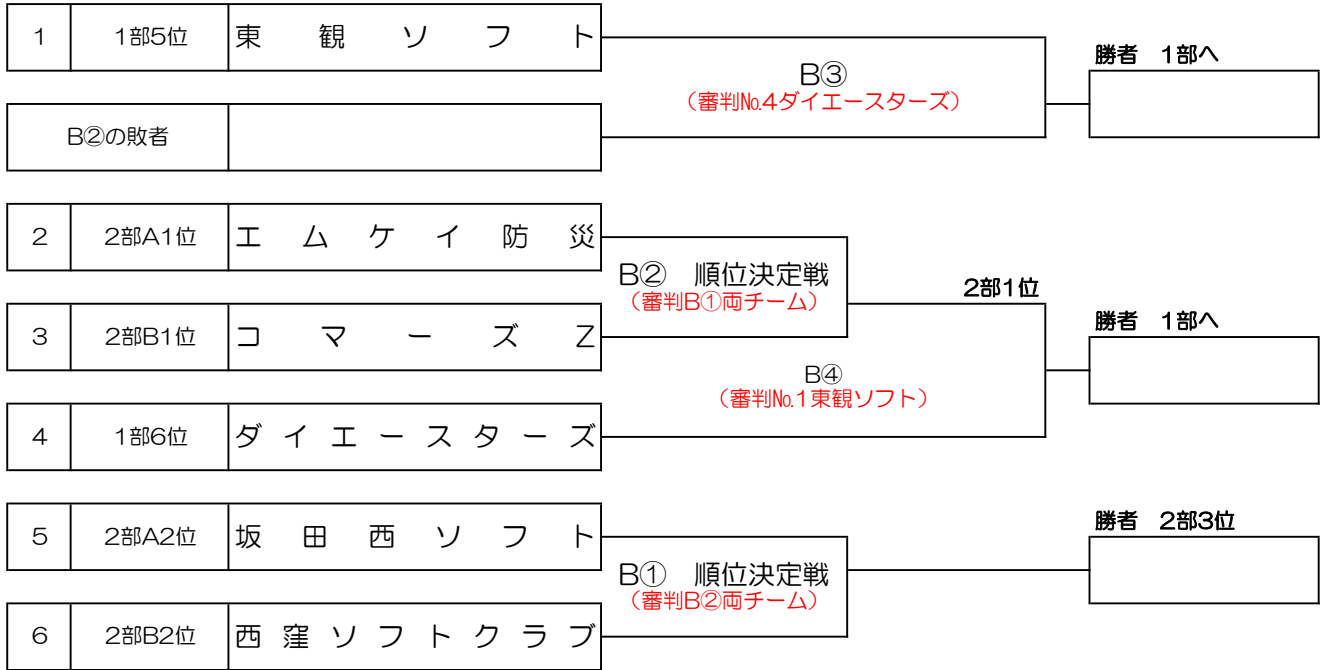 1 1部5位 東観ソフト
B③
（審判№4ダイエースターズ）
勝者 1部へ
B②の敗者
2 2部A1位 エムケイ防災
B② 順位決定戦
（審判B①両チーム）
2部1位
3 2部B1位 コマーズZ
勝者 1部へ
B④
（審判№1東観ソフト）
4 1部6位 ダイエースターズ
5 2部A2位 坂田西ソフト
勝者 2部3位
B① 順位決定戦
（審判B②両チーム）
6 2部B2位 西窪ソフトクラブ